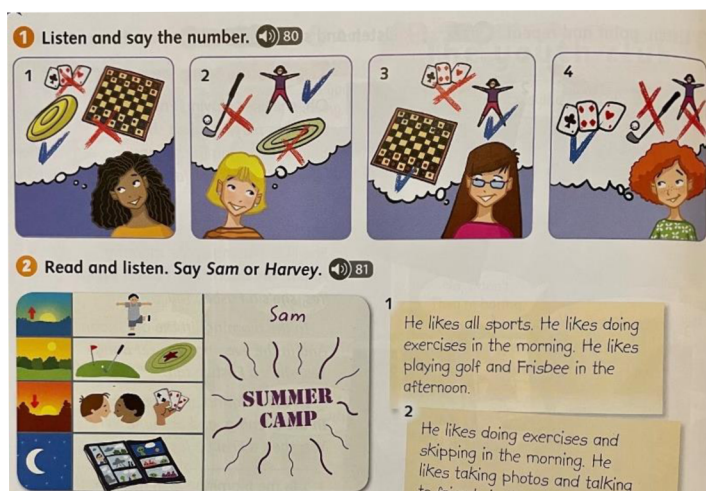 1 Listen and say the number. 80
1
2
3
4
2 Read and listen. Say Sam or Harvey. 81
Sam
SUMMER
CAMP
1
He likes all sports. He likes doing
exercises in the morning. He likes
playing golf and Frisbee in the
afternoon.
2
He likes doing exercises and
skipping in the morning. He
likes taking photos and talking